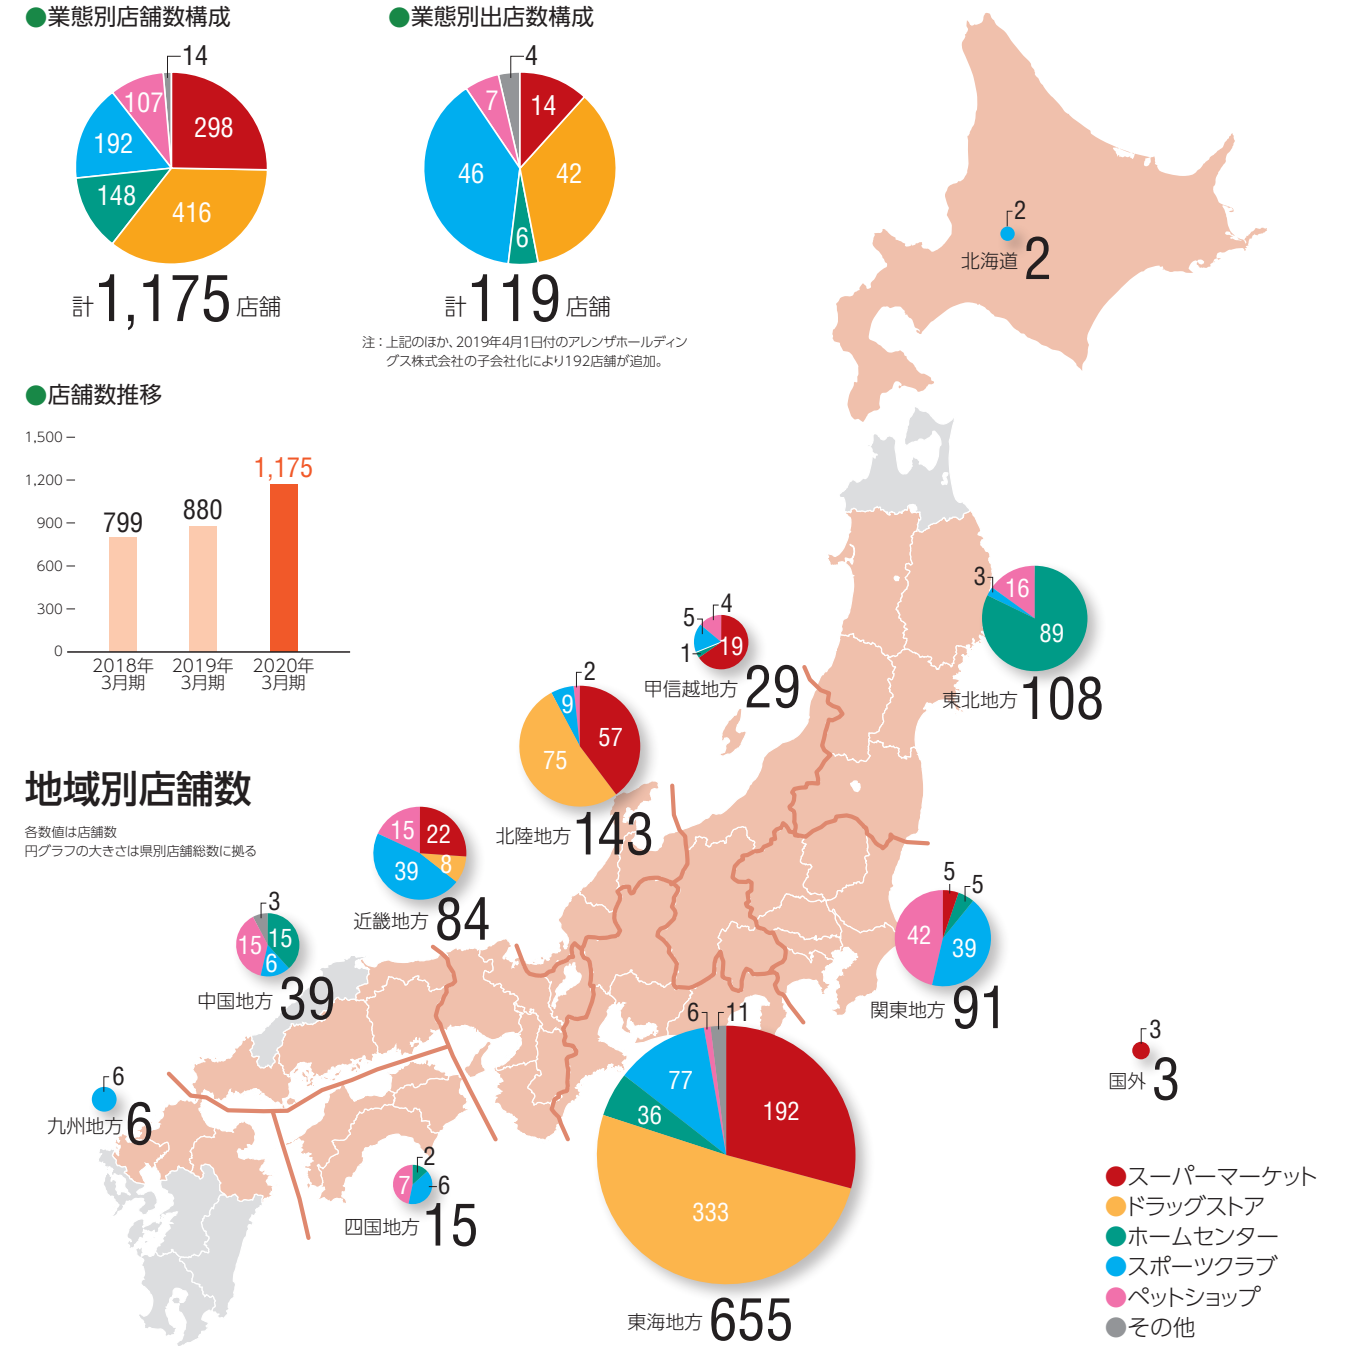 ●業態別店舗数構成
14
107
298
192
148
416
計1,175店舗
●業態別出店数構成
4
7
14
46
42
6
計119店舗
注：上記のほか、2019年4月1日付のアレンザホールディン
グス株式会社の子会社化により192店舗が追加。
●店舗数推移
1,500
1,200
900
600
300
0
799
880
1,175
2018年
3月期
2019年
3月期
2020年
3月期
地域別店舗数
各数値は店舗数
円グラフの大きさは県別店舗総数に拠る
2
北海道 2
3
16
89
東北地方 108
4
5
1
19
甲信越地方 29
2
9
57
75
北陸地方 143
15
22
39
8
近畿地方 84
5
5
42
39
関東地方 91
3
15
15
6
中国地方 39
6
九州地方 6
2
7
6
四国地方 15
6
11
77
36
192
333
東海地方 655
3
国外 3
スーパーマーケット
ドラッグストア
ホームセンター
スポーツクラブ
ペットショップ
その他